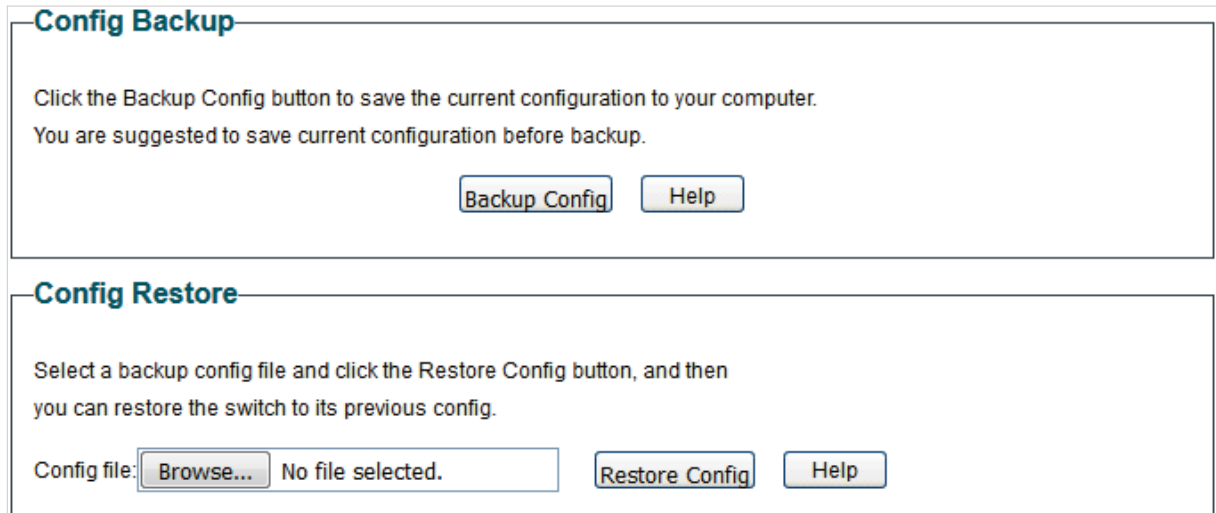 Config Backup
Click the Backup Config button to save the current configuration to your computer.
You are suggested to save current configuration before backup.
Backup Config Help
Config Restore
Select a backup config file and click the Restore Config button, and then
you can restore the switch to its previous config.
Config file: Browse... No file selected. Restore Config Help